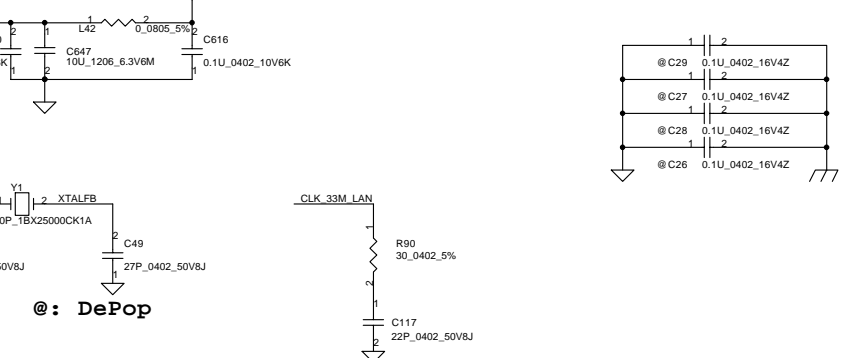 L42
1
2
0_0805_5%
C647
10U_1206_6.3V6M
1
2
C616
0.1U_0402_10V6K
2
1
2
1
K
1 2
@C29 0.1U_0402_16V4Z
1 2
@C27 0.1U_0402_16V4Z
1 2
@C28 0.1U_0402_16V4Z
1 2
@C26 0.1U_0402_16V4Z
Y1
2 XTALFB
0P_1BX25000CK1A
2
C49
27P_0402_50V8J
1
50V8J
@: DePop
CLK_33M_LAN
1
R90
30_0402_5%
2
1
C117
22P_0402_50V8J
2